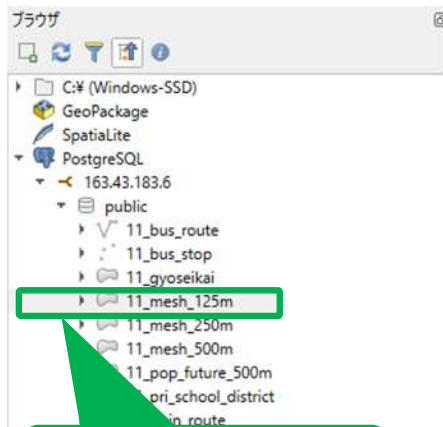 ブラウザ
C:¥ (Windows-SSD)
GeoPackage
SpatiaLite
PostgreSQL
163.43.183.6
public
11_bus_route
11_bus_stop
11_gyoseikai
11_mesh_125m
11_mesh_250m
11_mesh_500m
11_pop_future_500m
pri_school_district
in_route